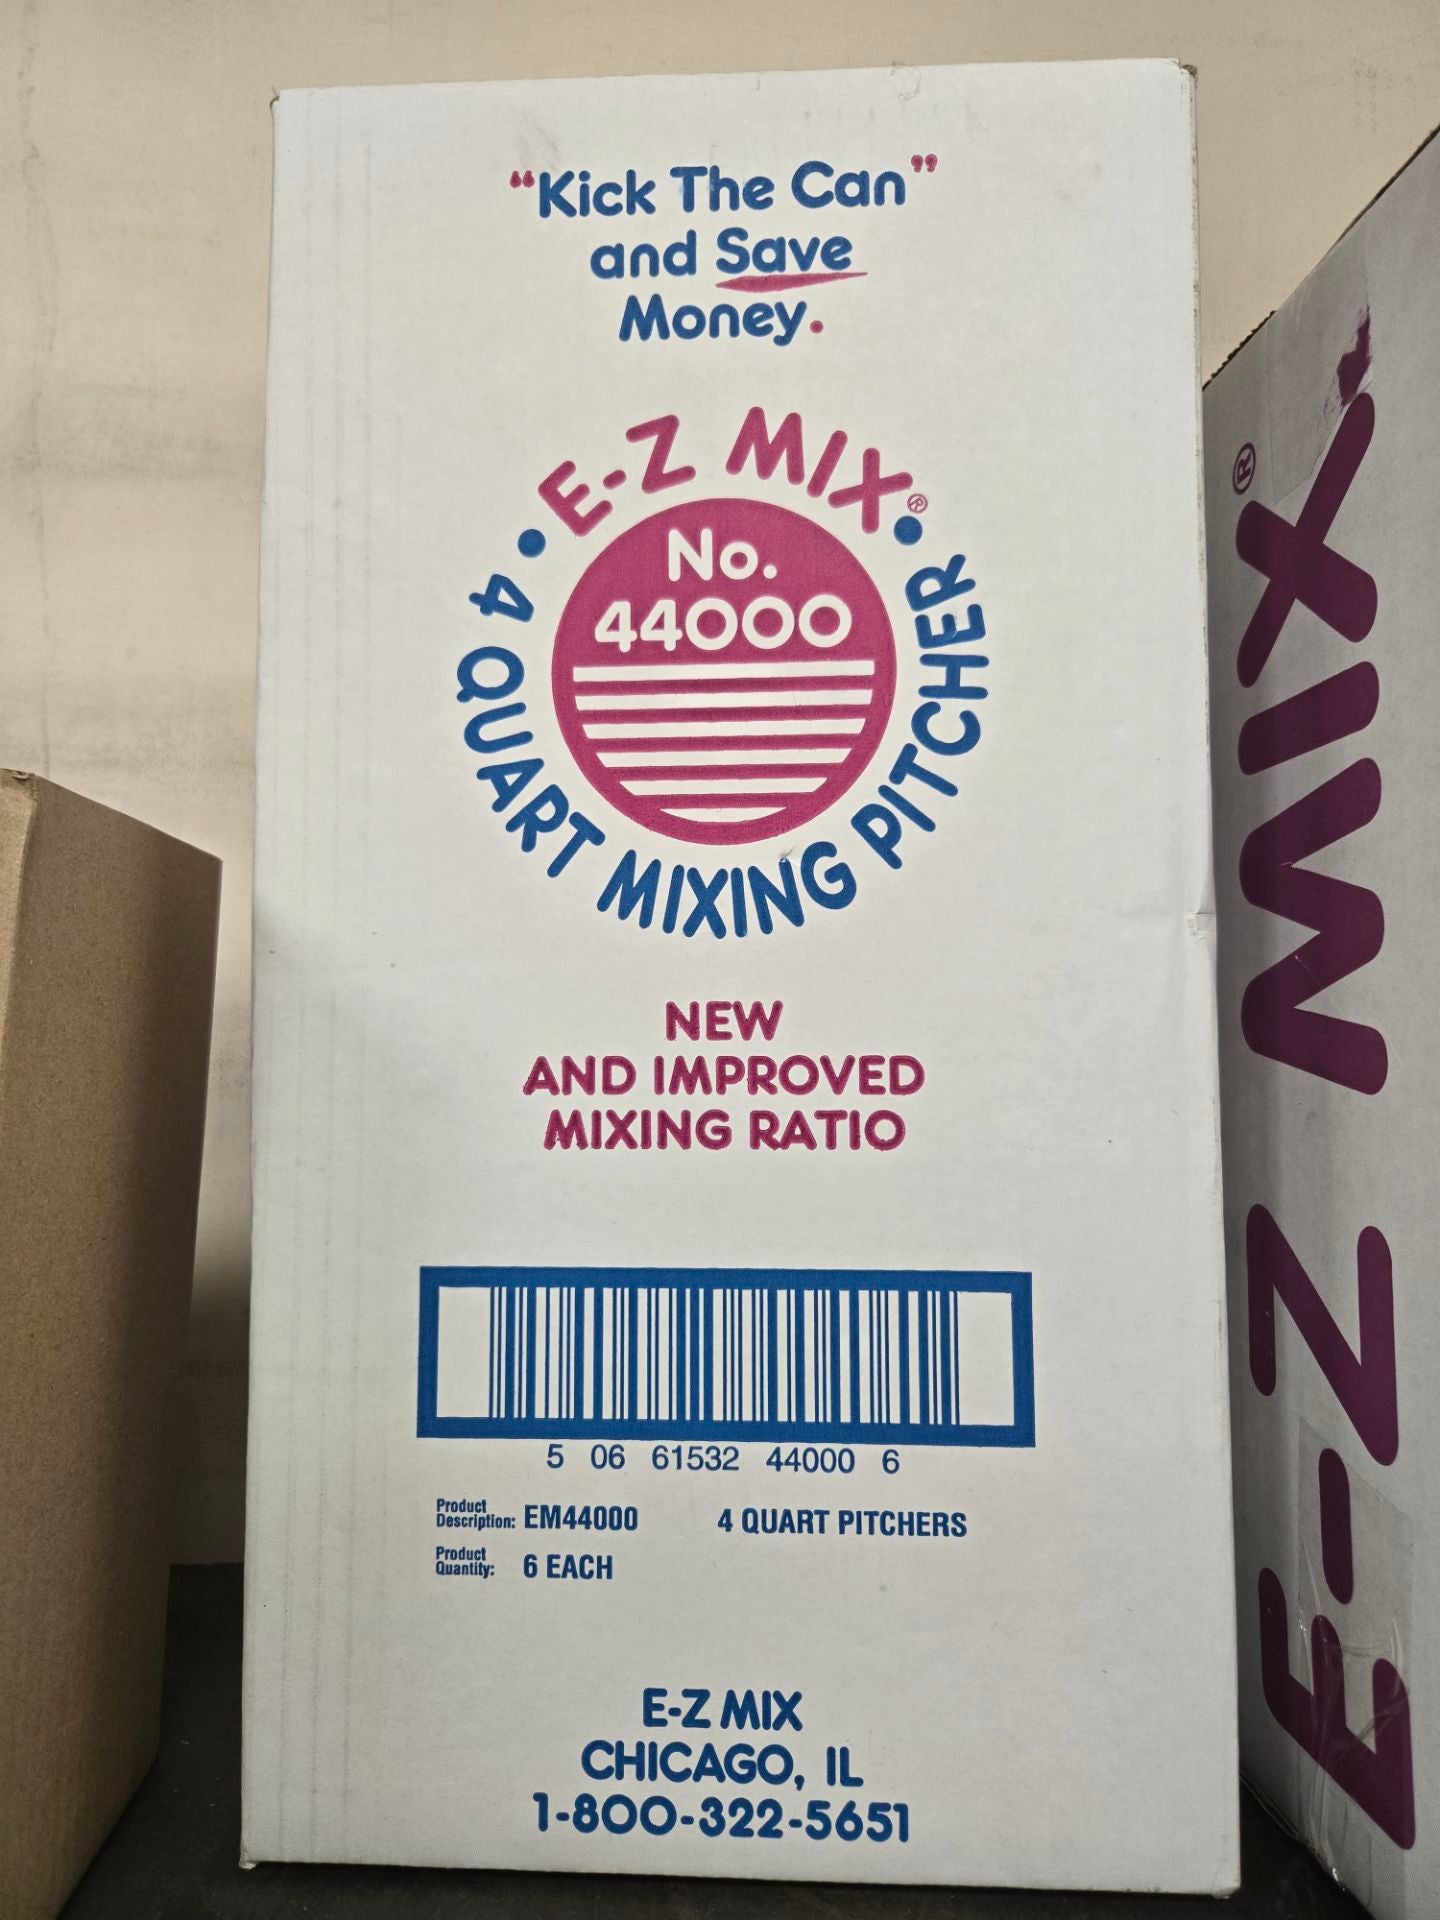 “Kick The Can”
and Save
Money.
E-Z MIX®
• 4 QUART MIXING PITCHER •
No.
44000
NEW
AND IMPROVED
MIXING RATIO
5 06 61532 44000 6
Product Description: EM44000 4 QUART PITCHERS
Product Quantity: 6 EACH
E-Z MIX
CHICAGO, IL
1-800-322-5651
E-Z MIX®